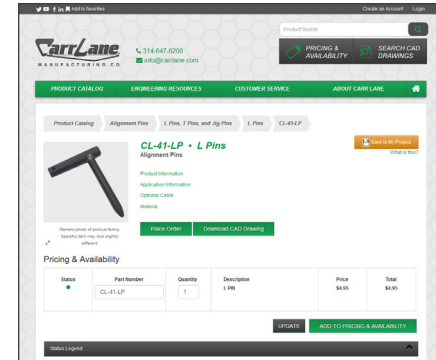 Add to favorites
Create an Account Login
Product Search
Carr Lane
MANUFACTURING CO.
314-647-6200
info@carrlane.com
PRICING & AVAILABILITY
SEARCH CAD DRAWINGS
PRODUCT CATALOG ENGINEERING RESOURCES CUSTOMER SERVICE ABOUT CARR LANE
Product Catalog Alignment Pins L Pins, T Pins, and Jig Pins L Pins CL-41-LP
CL-41-LP • L Pins
Alignment Pins
Save to My Project
What is this?
Product Information
Application Information
Optional Cable
Material
Generic photo of product family.
Specific item may look slightly
different.
Place Order Download CAD Drawing
Pricing & Availability
Status Part Number Quantity Description Price Total
CL-41-LP 1 L PIN $4.95 $4.95
UPDATE ADD TO PRICING & AVAILABILITY
Status Legend